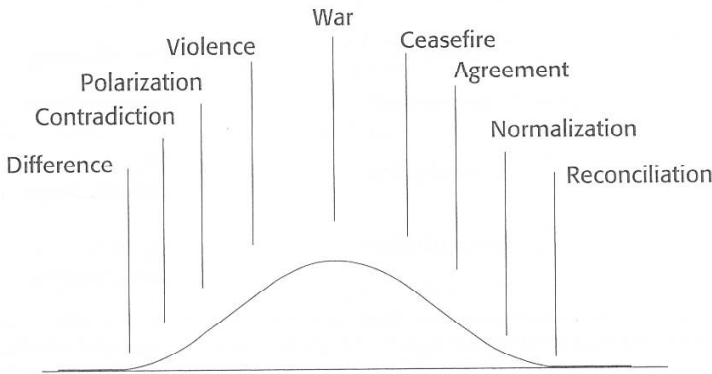 War
Violence
Ceasefire
Polarization
Agreement
Contradiction
Normalization
Difference
Reconciliation